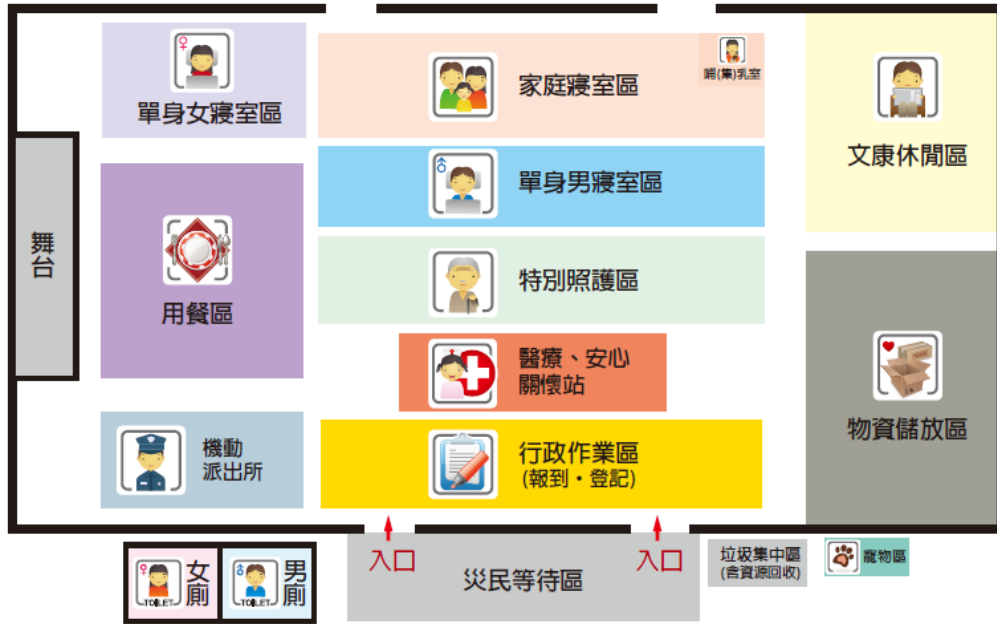 單身女寢室區
家庭寢室區
哺(集)乳室
文康休閒區
單身男寢室區
舞台
用餐區
特別照護區
醫療、安心
關懷站
物資儲放區
機動
派出所
行政作業區
(報到・登記)
入口
入口
女廁
TOILET
男廁
TOILET
災民等待區
垃圾集中區
(含資源回收)
寵物區